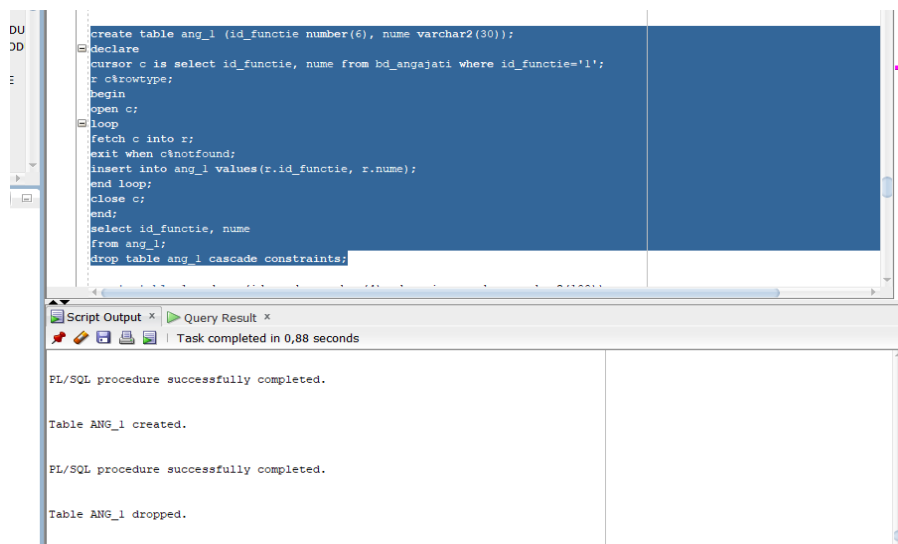 DU
OD
E
create table ang_1 (id_functie number(6), nume varchar2(30));
declare
cursor c is select id_functie, nume from bd_angajati where id_functie='1';
r c%rowtype;
begin
open c;
loop
fetch c into r;
exit when c%notfound;
insert into ang_1 values(r.id_functie, r.nume);
end loop;
close c;
end;
select id_functie, nume
from ang_1;
drop table ang_1 cascade constraints;
Script Output × Query Result ×
Task completed in 0,88 seconds
PL/SQL procedure successfully completed.
Table ANG_1 created.
PL/SQL procedure successfully completed.
Table ANG_1 dropped.